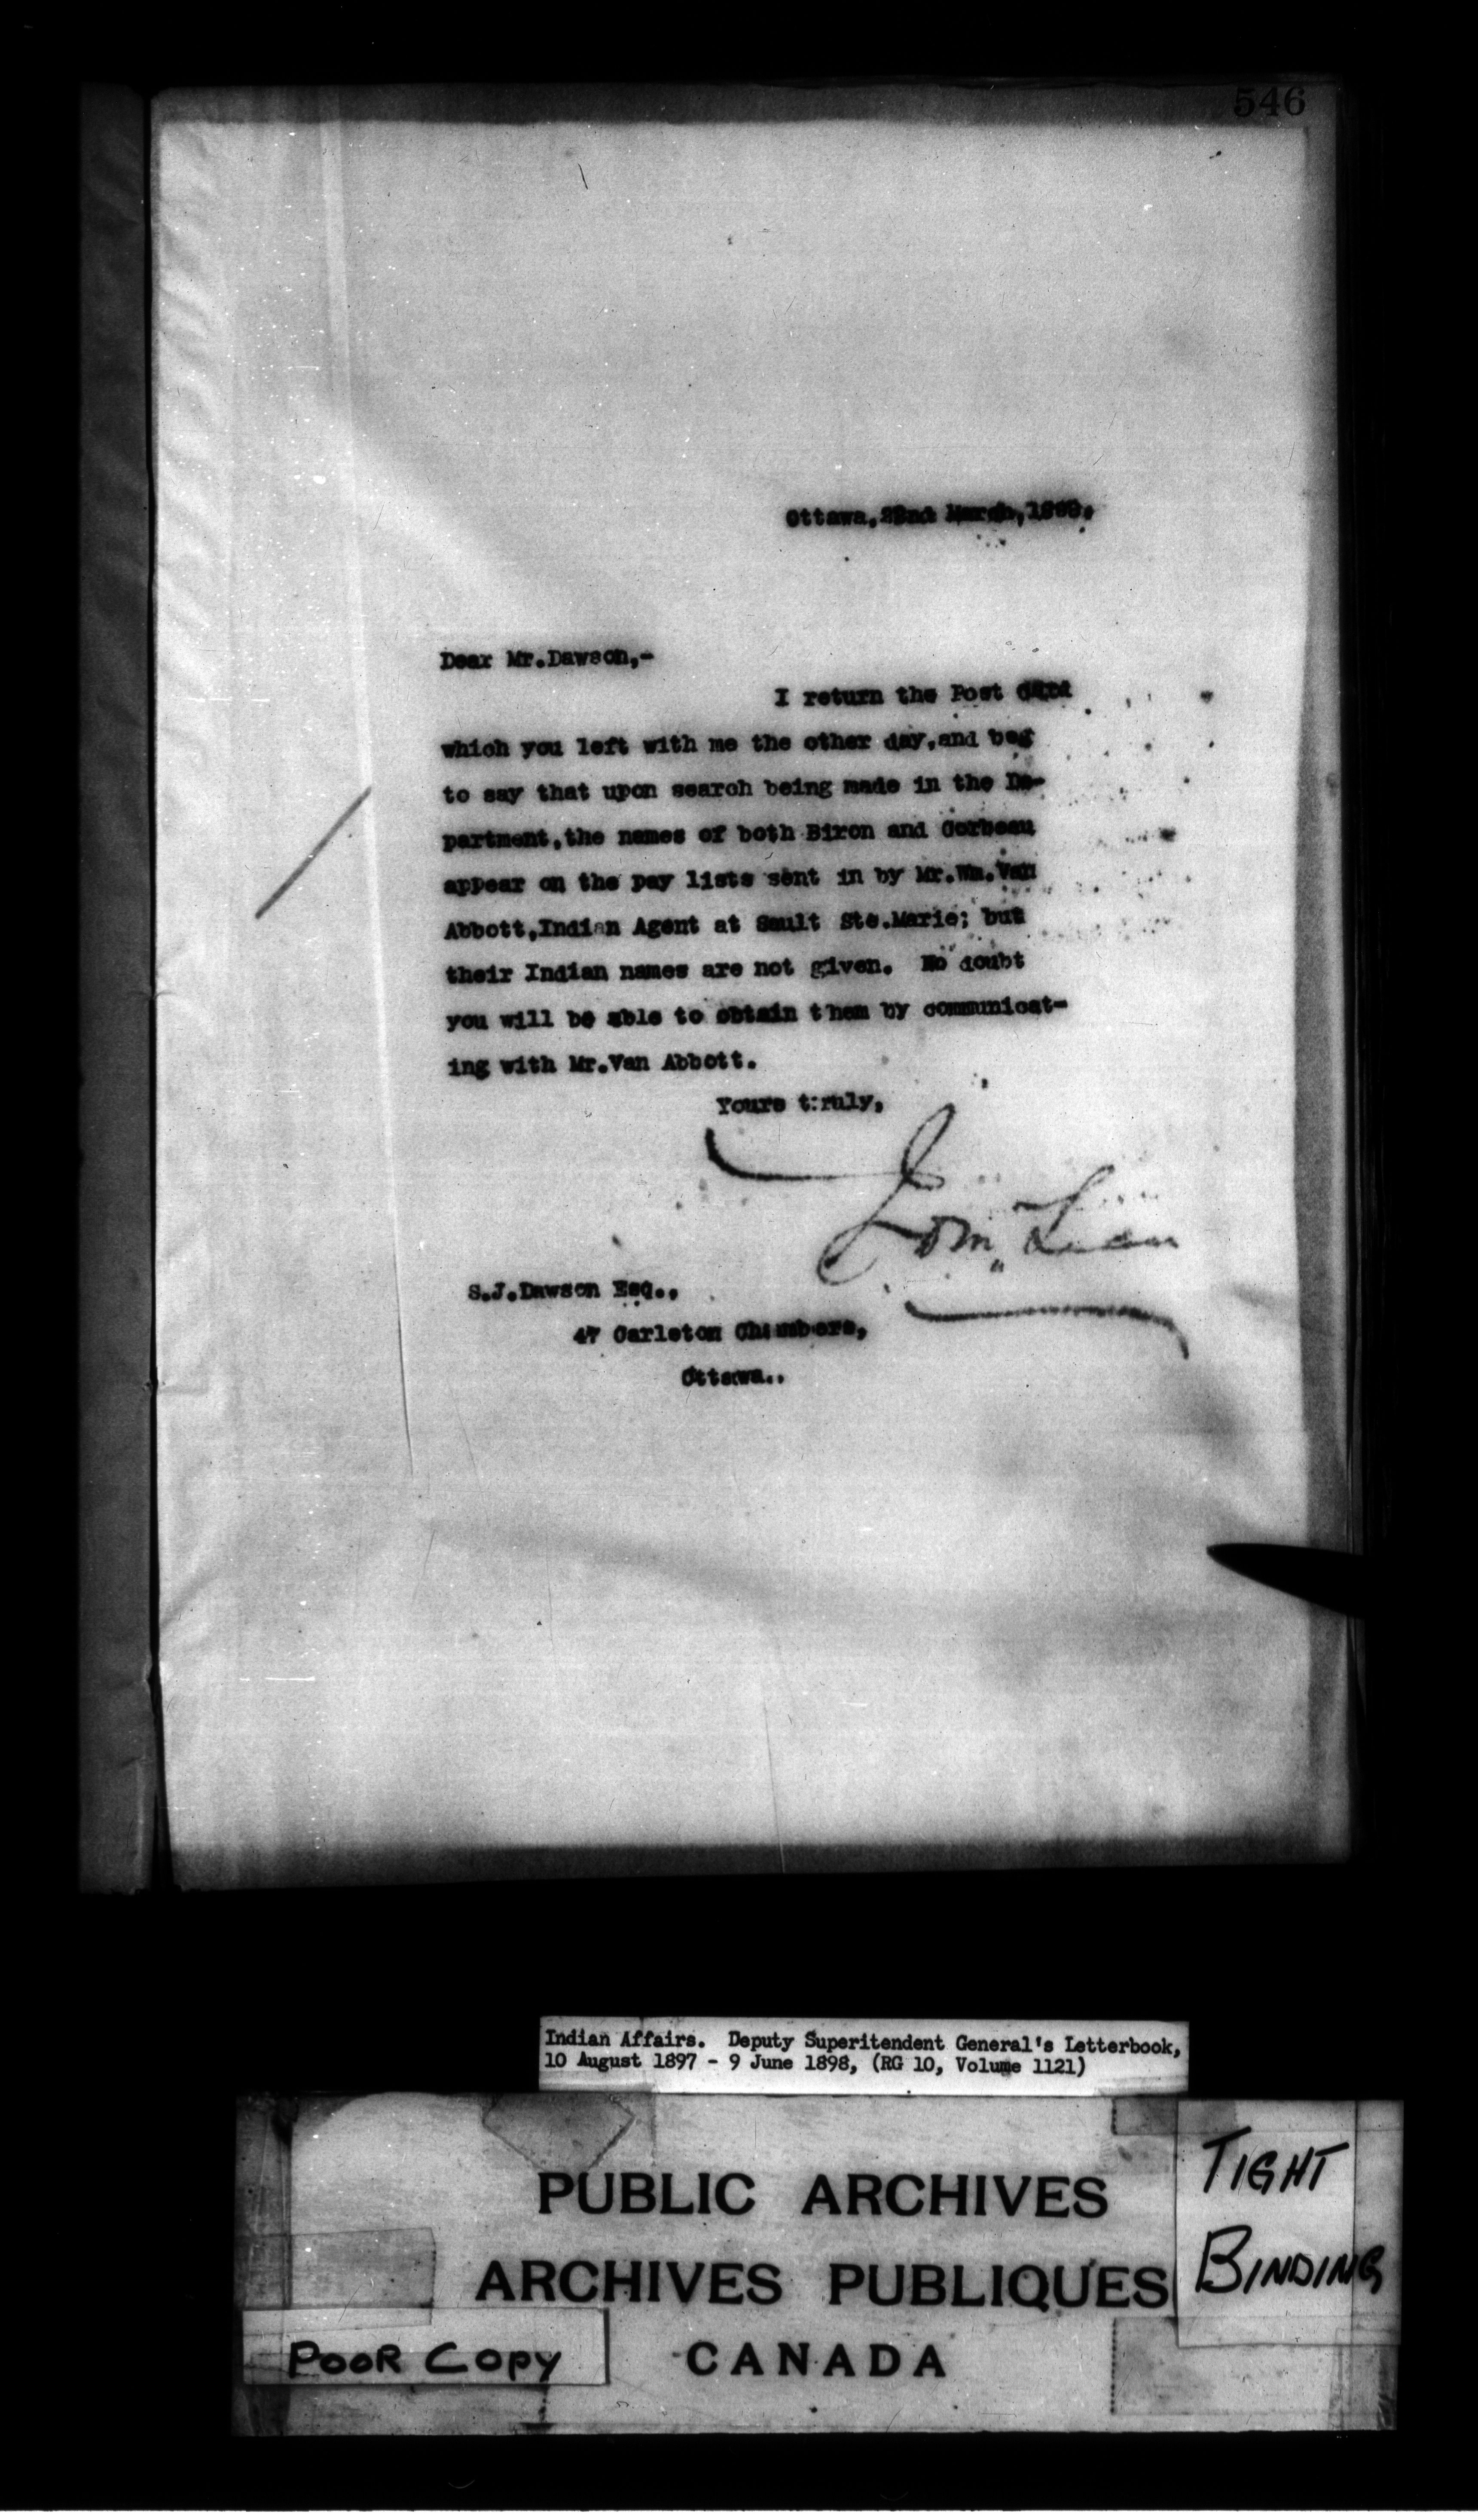 546
Ottawa, 22nd March, 1898.
Dear Mr. Dawson,-
I return the Post Card
which you left with me the other day, and beg
to say that upon search being made in the De-
partment, the names of both Biron and Corbeau
appear on the pay lists sent in by Mr. Wm. Van
Abbott, Indian Agent at Sault Ste. Marie; but
their Indian names are not given. No doubt
you will be able to obtain them by communicat-
ing with Mr. Van Abbott.
Yours truly,
S.J. Dawson Esq.,
47 Carleton Chambers,
Ottawa..
Indian Affairs. Deputy Superitendent General's Letterbook,
10 August 1897 - 9 June 1898, (RG 10, Volume 1121)
PUBLIC ARCHIVES
ARCHIVES PUBLIQUES
CANADA
TIGHT
BINDING
POOR COPY